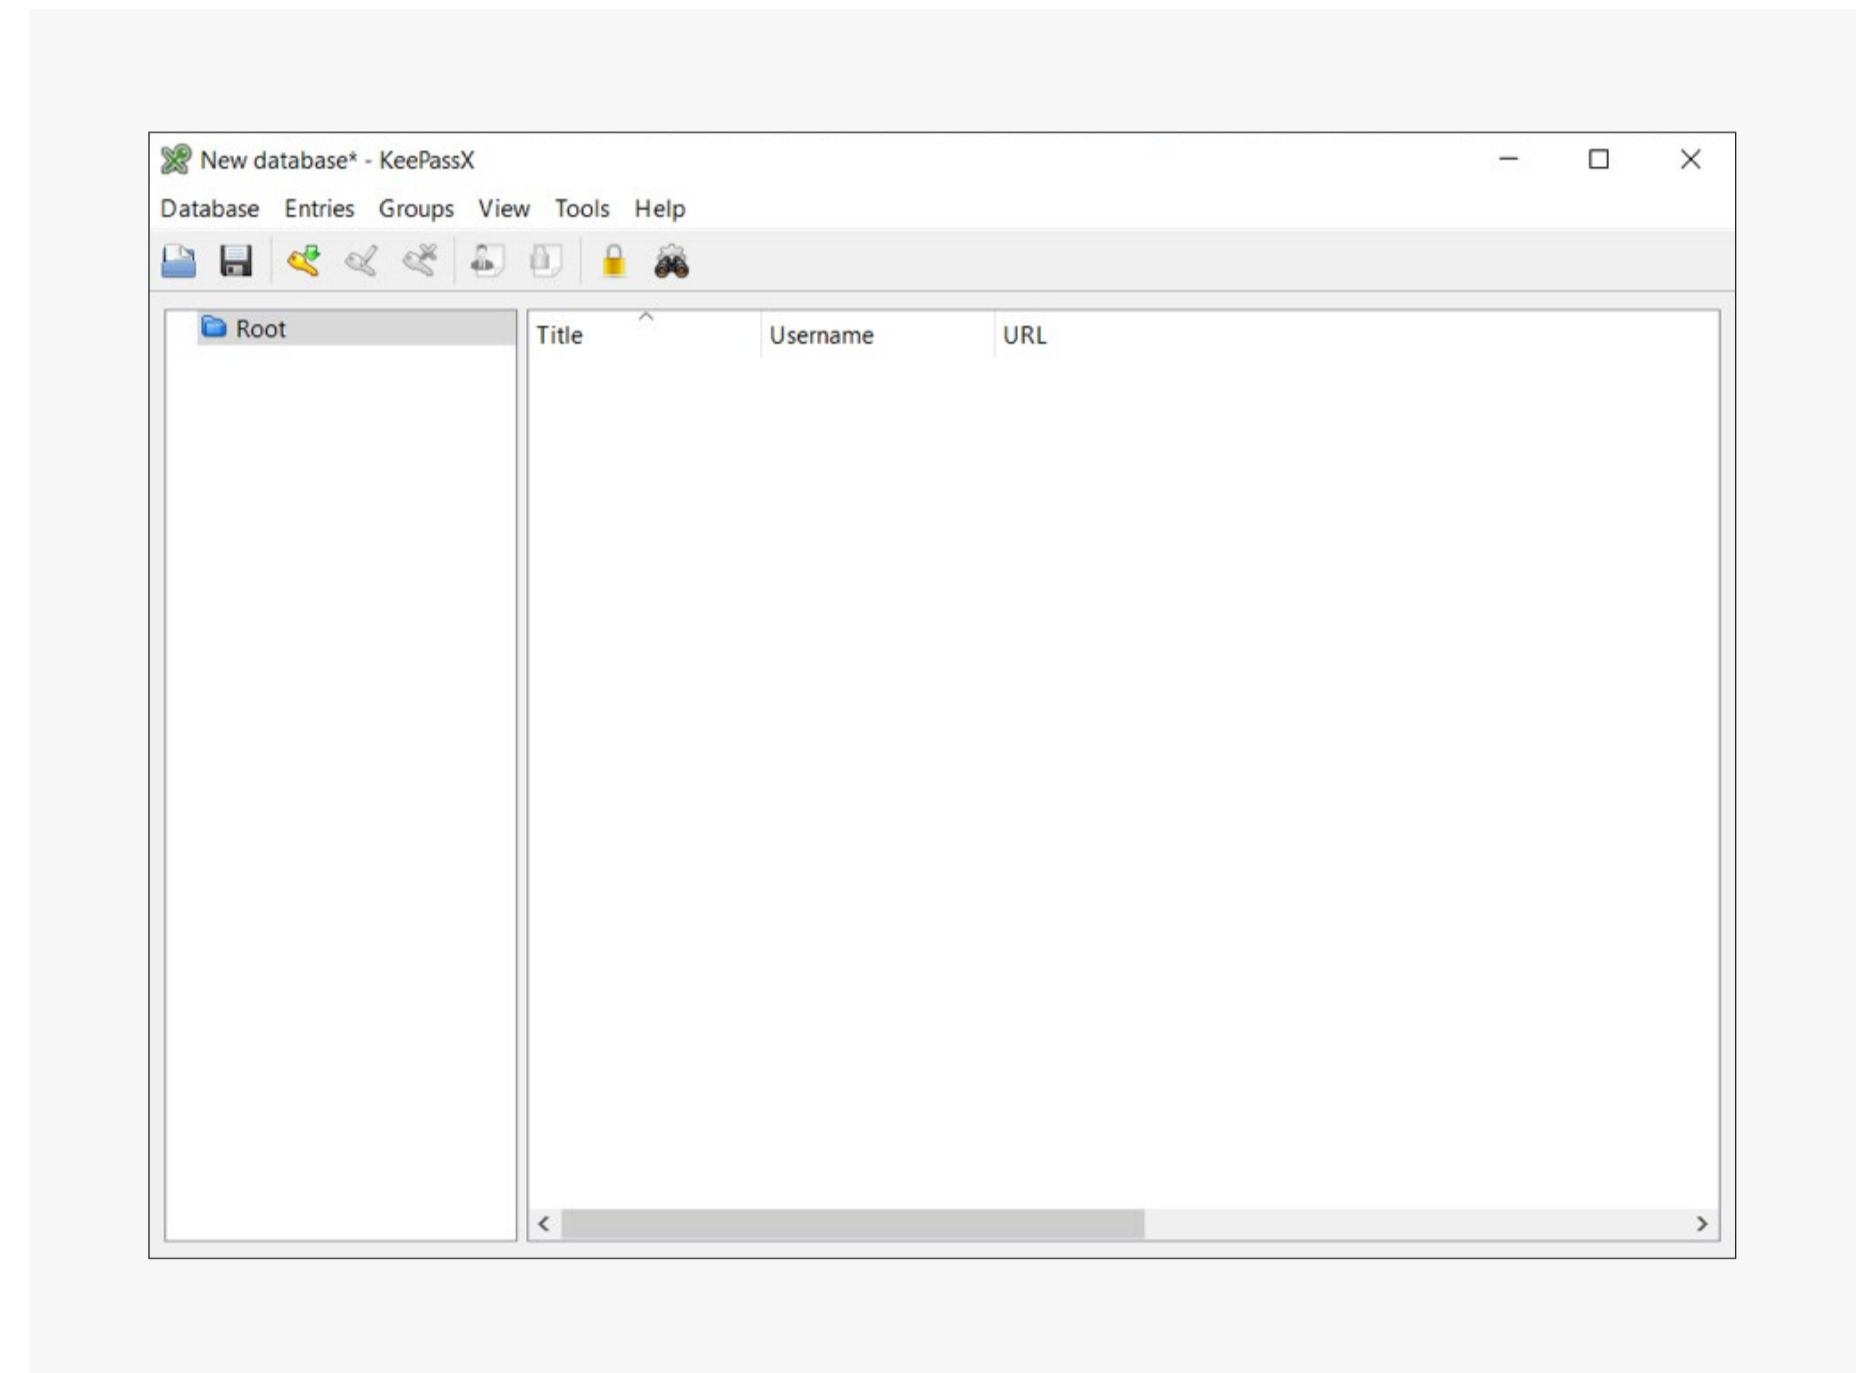 New database* - KeePassX
Database Entries Groups View Tools Help
Root
Title Username URL